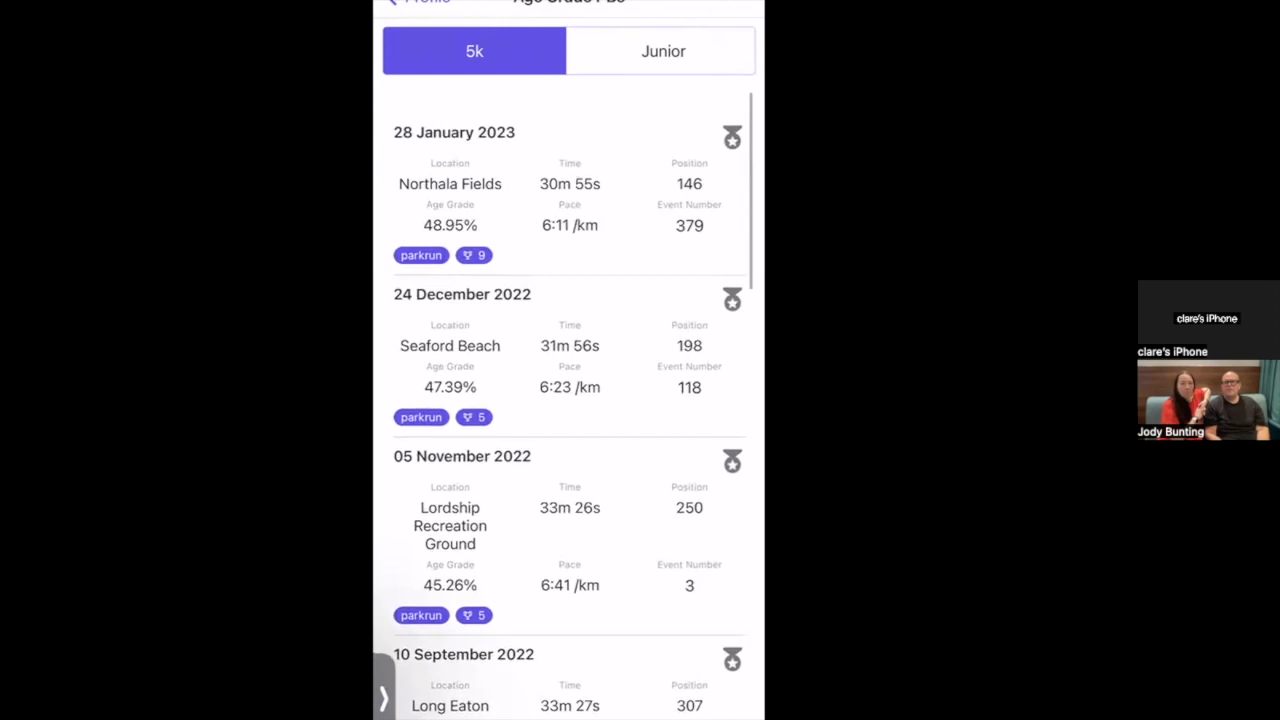 Profile
Age Grade PBs
5k
Junior
28 January 2023
Location Time Position
Northala Fields 30m 55s 146
Age Grade Pace Event Number
48.95% 6:11 /km 379
parkrun 9
24 December 2022
Location Time Position
Seaford Beach 31m 56s 198
Age Grade Pace Event Number
47.39% 6:23 /km 118
parkrun 5
05 November 2022
Location Time Position
Lordship 33m 26s 250
Recreation
Ground
Age Grade Pace Event Number
45.26% 6:41 /km 3
parkrun 5
10 September 2022
Location Time Position
Long Eaton 33m 27s 307
clare's iPhone
clare's iPhone
Jody Bunting